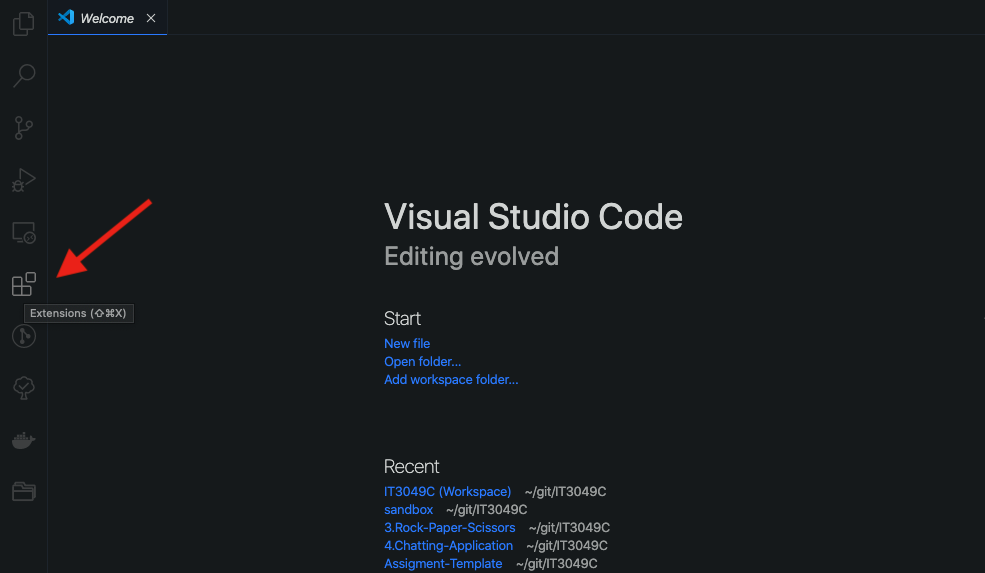 Welcome
Visual Studio Code
Editing evolved
Start
New file
Open folder...
Add workspace folder...
Extensions (⇧⌘X)
Recent
IT3049C (Workspace) ~/git/IT3049C
sandbox ~/git/IT3049C
3.Rock-Paper-Scissors ~/git/IT3049C
4.Chatting-Application ~/git/IT3049C
Assigment-Template ~/git/IT3049C